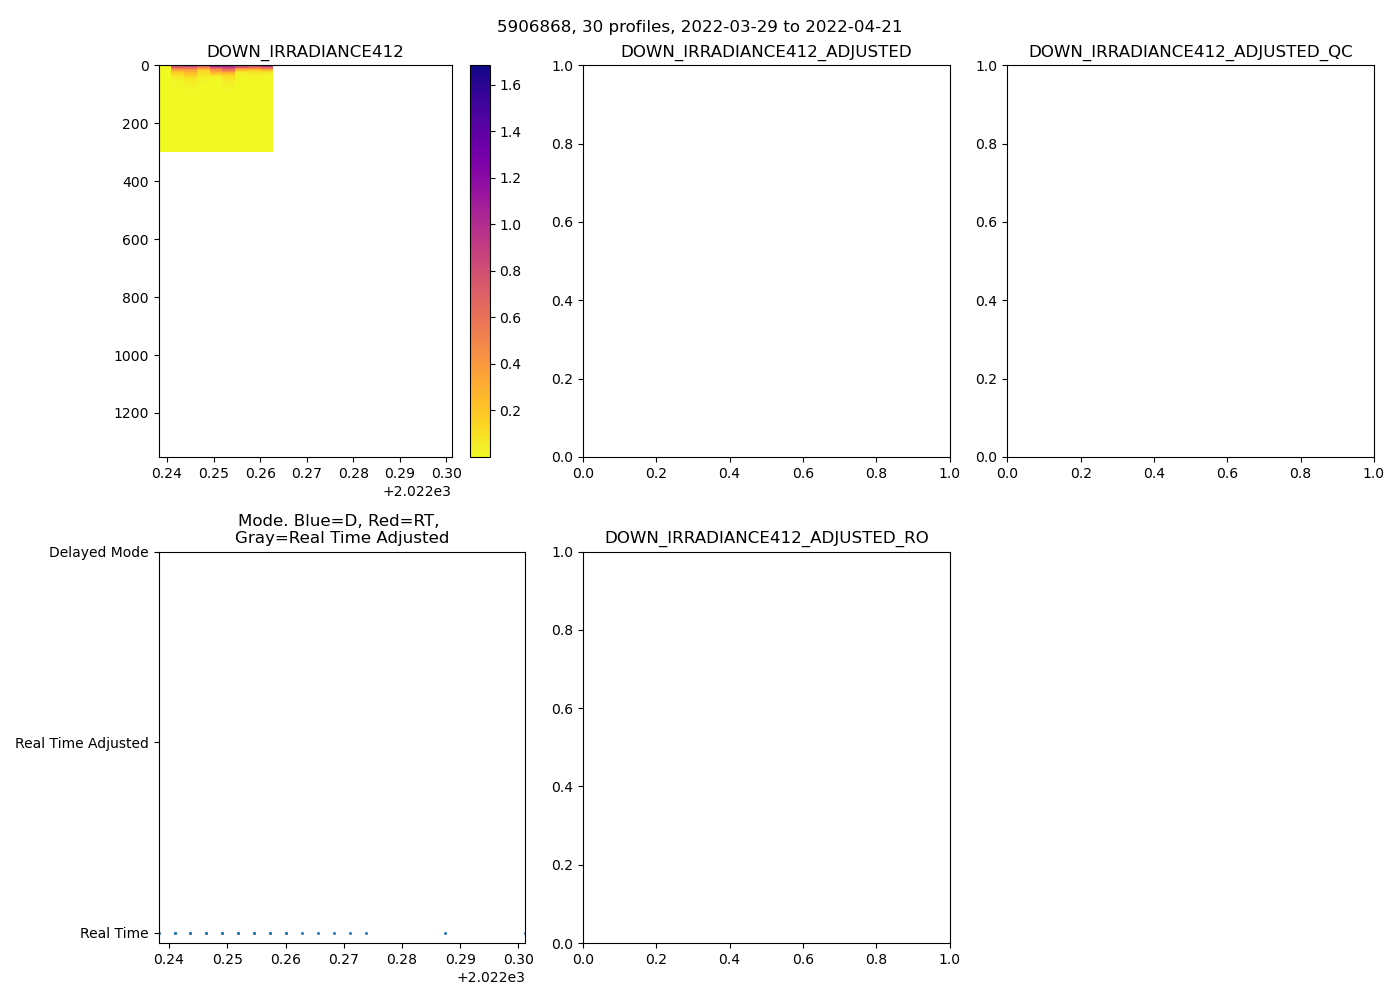 5906868, 30 profiles, 2022-03-29 to 2022-04-21
DOWN_IRRADIANCE412
0
200
400
600
800
1000
1200
0.24 0.25 0.26 0.27 0.28 0.29 0.30
+2.022e3
1.6
1.4
1.2
1.0
0.8
0.6
0.4
0.2
DOWN_IRRADIANCE412_ADJUSTED
1.0
0.8
0.6
0.4
0.2
0.0
0.0 0.2 0.4 0.6 0.8 1.0
DOWN_IRRADIANCE412_ADJUSTED_QC
1.0
0.8
0.6
0.4
0.2
0.0
0.0 0.2 0.4 0.6 0.8 1.0
Mode. Blue=D, Red=RT,
Gray=Real Time Adjusted
Delayed Mode
Real Time Adjusted
Real Time
0.24 0.25 0.26 0.27 0.28 0.29 0.30
+2.022e3
DOWN_IRRADIANCE412_ADJUSTED_RO
1.0
0.8
0.6
0.4
0.2
0.0
0.0 0.2 0.4 0.6 0.8 1.0